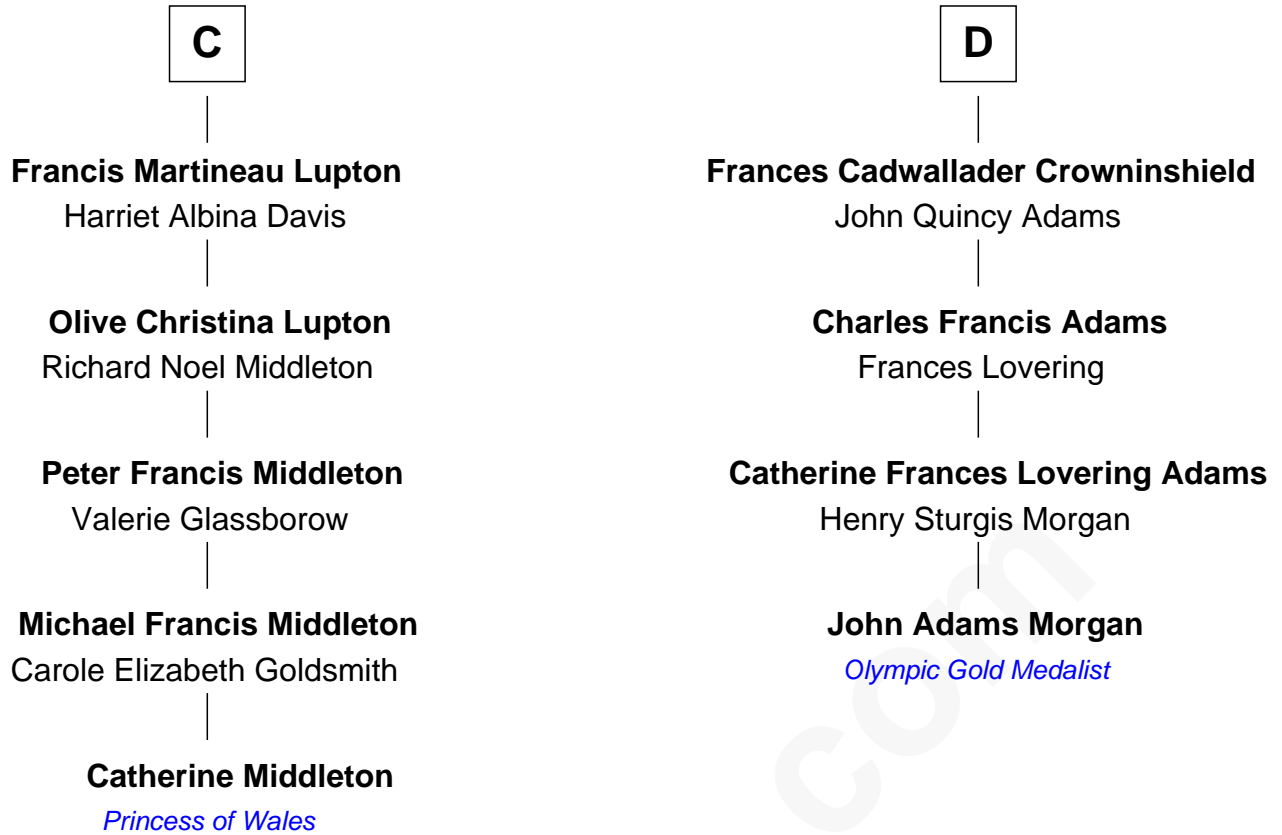 C
Francis Martineau Lupton
Harriet Albina Davis
Olive Christina Lupton
Richard Noel Middleton
Peter Francis Middleton
Valerie Glassborow
Michael Francis Middleton
Carole Elizabeth Goldsmith
Catherine Middleton
Princess of Wales
D
Frances Cadwallader Crowninshield
John Quincy Adams
Charles Francis Adams
Frances Lovering
Catherine Frances Lovering Adams
Henry Sturgis Morgan
John Adams Morgan
Olympic Gold Medalist
com